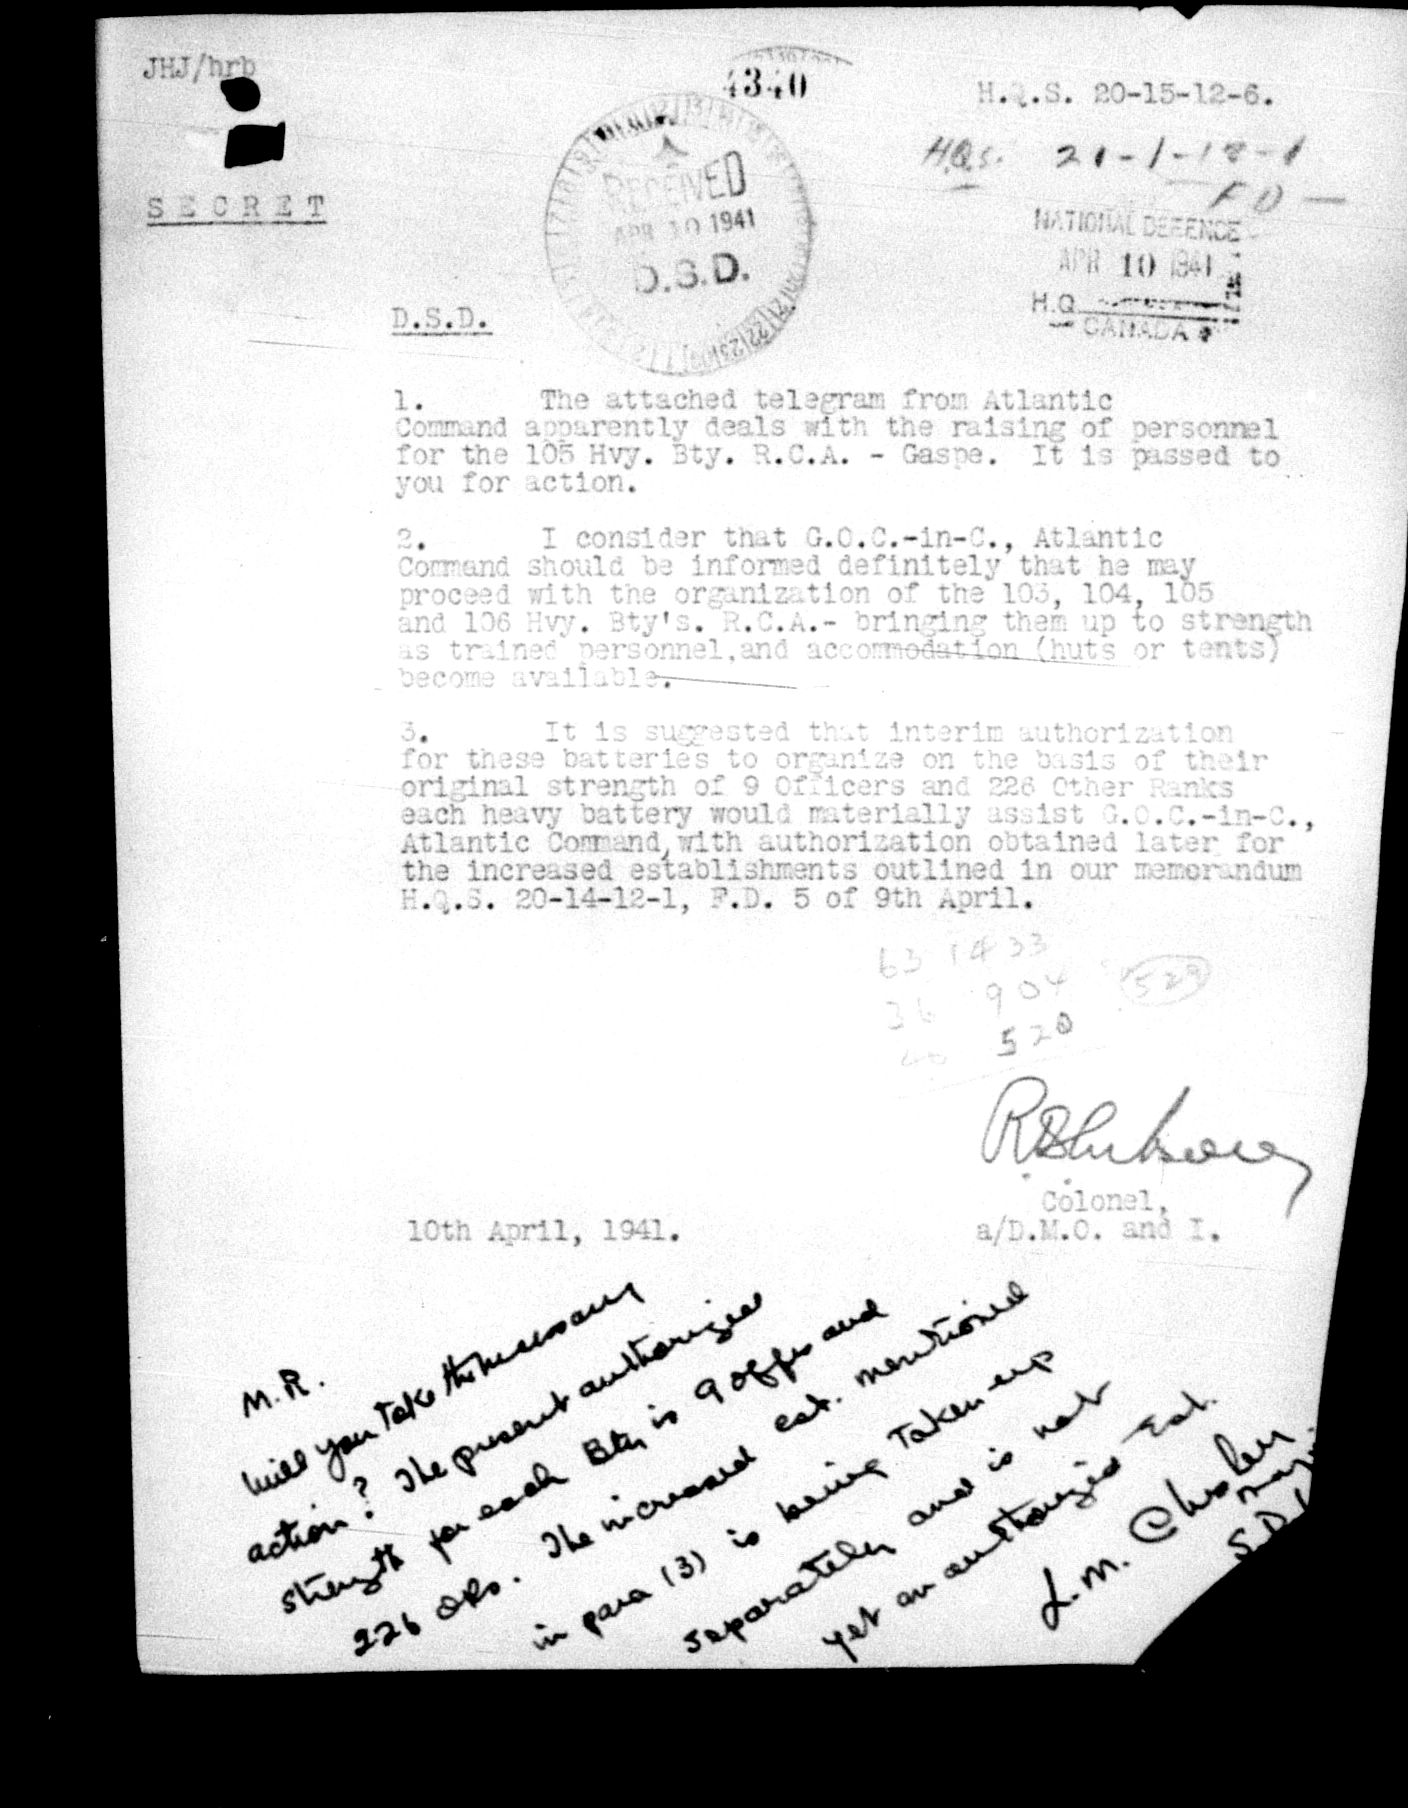 JHJ/hrb
4340
H.Q.S. 20-15-12-6.
H.Q.S. 21-1-12-1
FD —
S E C R E T
RECEIVED
APR 10 1941
D.S.D.
NATIONAL DEFENCE
APR 10 1941
H.Q.
CANADA
D.S.D.
1. The attached telegram from Atlantic
Command apparently deals with the raising of personnel
for the 105 Hvy. Bty. R.C.A. - Gaspe. It is passed to
you for action.
2. I consider that G.O.C.-in-C., Atlantic
Command should be informed definitely that he may
proceed with the organization of the 103, 104, 105
and 106 Hvy. Bty's. R.C.A.- bringing them up to strength
as trained personnel,and accommodation (huts or tents)
become available.
3. It is suggested that interim authorization
for these batteries to organize on the basis of their
original strength of 9 Officers and 226 Other Ranks
each heavy battery would materially assist G.O.C.-in-C.,
Atlantic Command,with authorization obtained later for
the increased establishments outlined in our memorandum
H.Q.S. 20-14-12-1, F.D. 5 of 9th April.
63 1433
36 904 529
520
Colonel,
10th April, 1941. a/D.M.O. and I.
M.R.
Will you take the necessary
action? The present authorized
strength for each Bty is 9 offrs and
226 ORs. The increased est. mentioned
in para (3) is being taken up
separately and is not
yet an authorized Est.
L.M. Chesley
S.D.